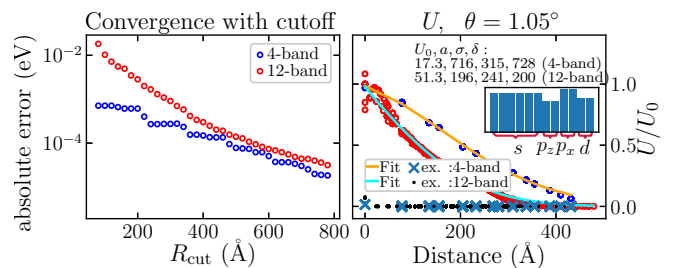 Convergence with cutoff
absolute error (eV)
10⁻²
10⁻⁴
4-band
12-band
200 400 600 800
R_cut (Å)
U, θ = 1.05°
U₀, a, σ, δ :
17.3, 716, 315, 728 (4-band)
51.3, 196, 241, 200 (12-band)
s p_z p_x d
Fit ex. :4-band
Fit ex. :12-band
1.0
0.5
0.0
U/U₀
0 200 400
Distance (Å)